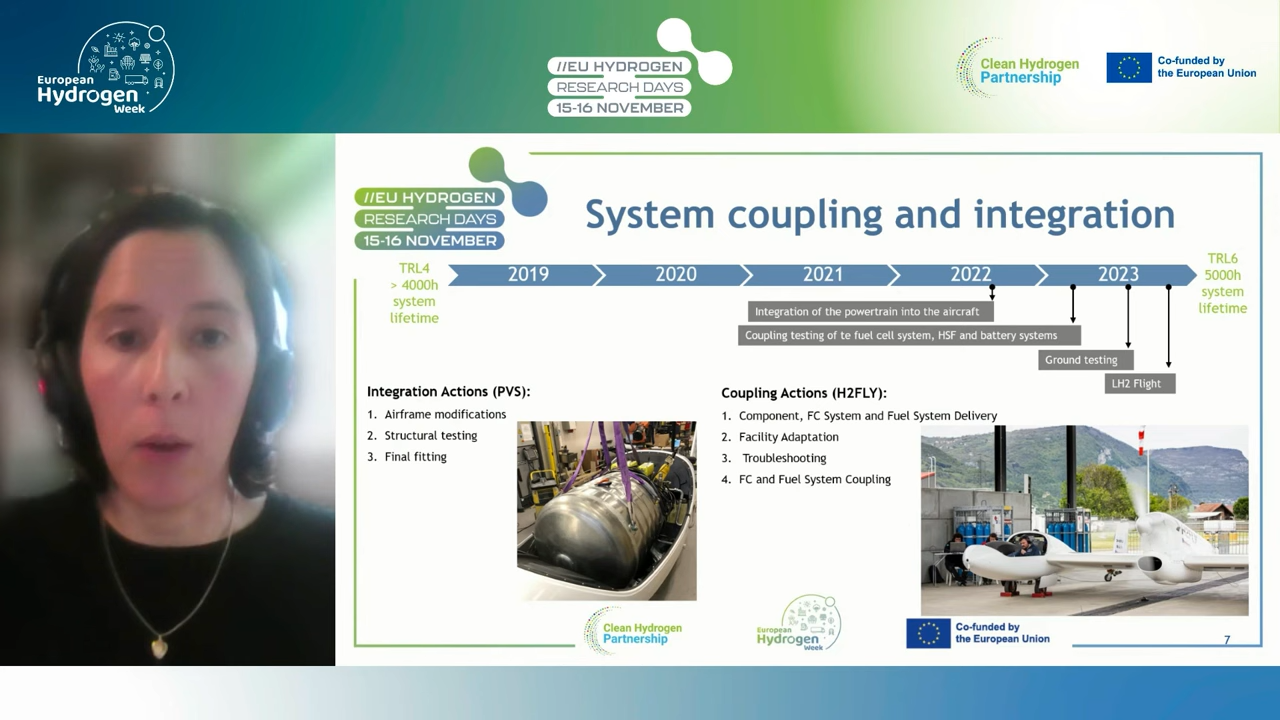 European
Hydrogen
Week
//EU HYDROGEN
RESEARCH DAYS
15-16 NOVEMBER
Clean Hydrogen
Partnership
Co-funded by
the European Union
//EU HYDROGEN
RESEARCH DAYS
15-16 NOVEMBER
System coupling and integration
TRL4
> 4000h
system
lifetime
2019
2020
2021
2022
2023
TRL6
5000h
system
lifetime
Integration of the powertrain into the aircraft
Coupling testing of te fuel cell system, HSF and battery systems
Ground testing
LH2 Flight
Integration Actions (PVS):
1. Airframe modifications
2. Structural testing
3. Final fitting
Coupling Actions (H2FLY):
1. Component, FC System and Fuel System Delivery
2. Facility Adaptation
3. Troubleshooting
4. FC and Fuel System Coupling
Clean Hydrogen
Partnership
European
Hydrogen
Week
Co-funded by
the European Union
7